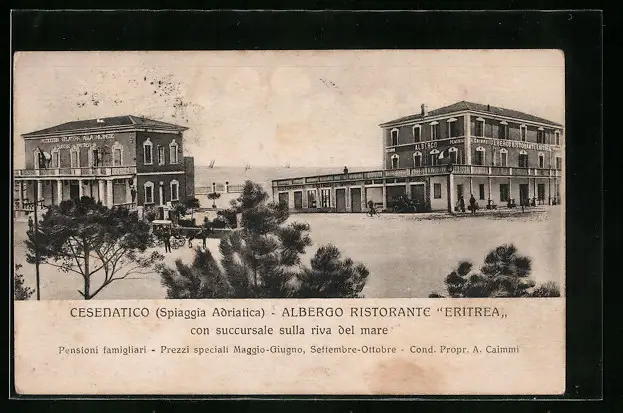 ALBERGO
CESENATICO (Spiaggia Adriatica) - ALBERGO RISTORANTE "ERITREA„
con succursale sulla riva del mare
Pensioni famigliari - Prezzi speciali Maggio-Giugno, Settembre-Ottobre - Cond. Propr. A. Caimmi